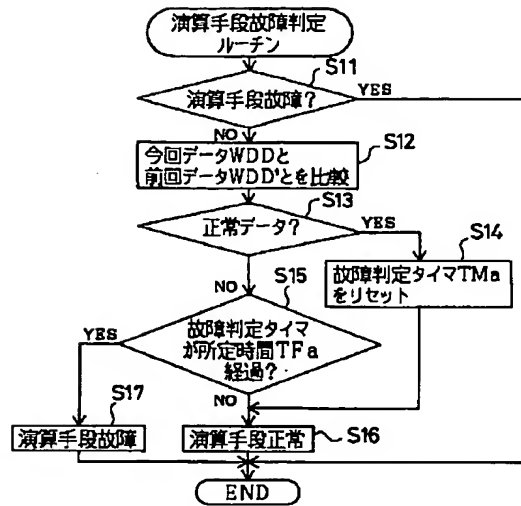 演算手段故障判定
ルーチン
S11
演算手段故障?
YES
NO
S12
今回データWDDと
前回データWDD'とを比較
S13
正常データ?
YES
S14
NO
故障判定タイマTMa
をリセット
S15
YES
故障判定タイマ
が所定時間TFa
経過?
NO
S17
演算手段故障
演算手段正常
S16
END